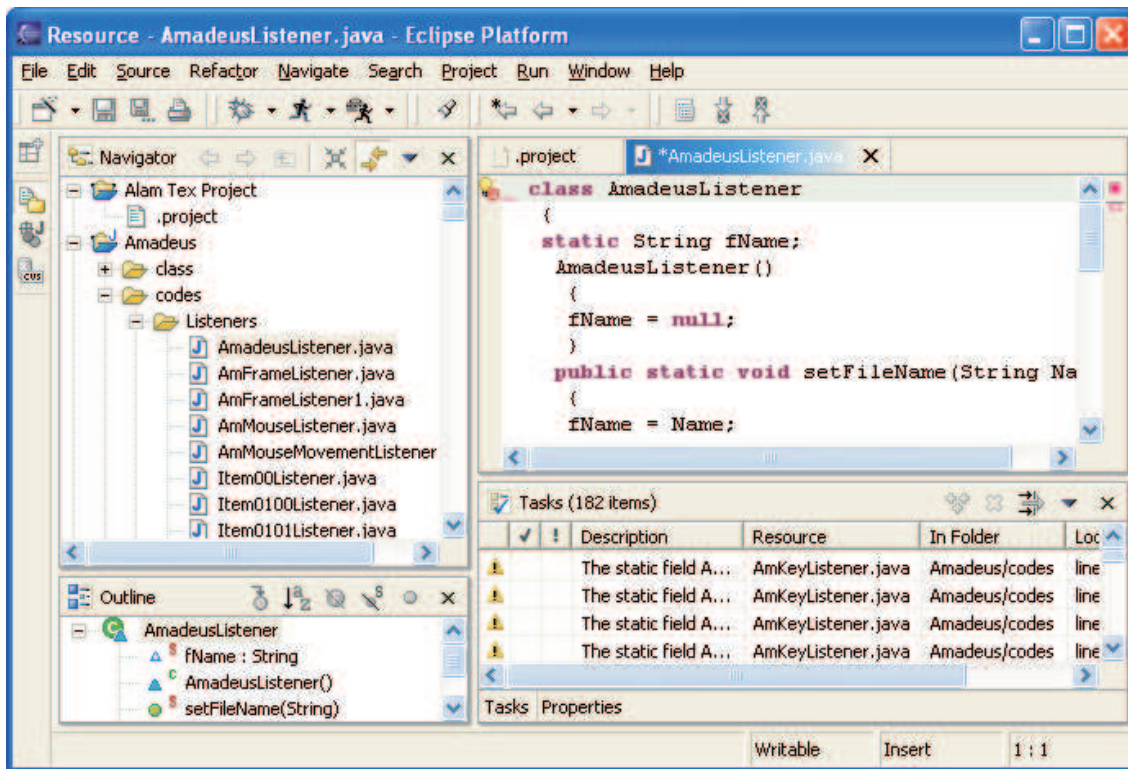 Resource - AmadeusListener.java - Eclipse Platform
File Edit Source Refactor Navigate Search Project Run Window Help
Navigator
Alam Tex Project
.project
Amadeus
class
codes
Listeners
AmadeusListener.java
AmFrameListener.java
AmFrameListener1.java
AmMouseListener.java
AmMouseMovementListener
Item00Listener.java
Item0100Listener.java
Item0101Listener.java
.project *AmadeusListener.java
class AmadeusListener
{
static String fName;
AmadeusListener()
{
fName = null;
}
public static void setFileName(String Na
{
fName = Name;
Outline
AmadeusListener
fName : String
AmadeusListener()
setFileName(String)
Tasks (182 items)
! Description Resource In Folder Loc
The static field A... AmKeyListener.java Amadeus/codes line
The static field A... AmKeyListener.java Amadeus/codes line
The static field A... AmKeyListener.java Amadeus/codes line
The static field A... AmKeyListener.java Amadeus/codes line
Tasks Properties
Writable Insert 1 : 1